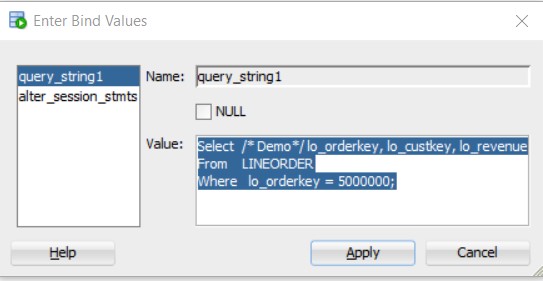 Enter Bind Values
query_string1
alter_session_stmts
Name: query_string1
NULL
Value: Select /*Demo*/ lo_orderkey, lo_custkey, lo_revenue
From LINEORDER
Where lo_orderkey = 5000000;
Help Apply Cancel